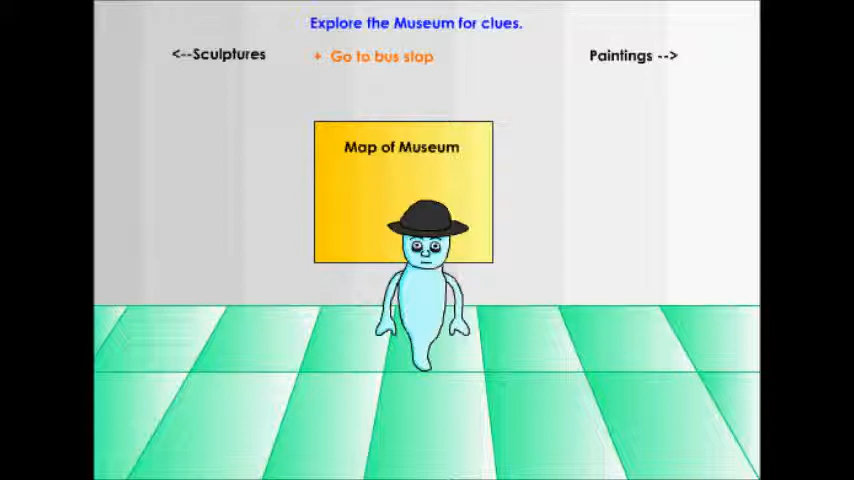 Explore the Museum for clues.
<--Sculptures
+ Go to bus stop
Paintings -->
Map of Museum